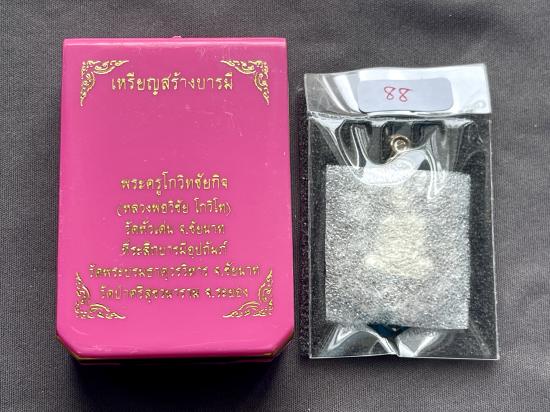 เหรียญสร้างบารมี
พระครูโกวิทชัยกิจ
(หลวงพ่อวิชัย โกวิโท)
วัดหัวเด่น จ.ชัยนาท
ที่ระลึกบารมีอุปถัมภ์
วัดพระบรมธาตุวรวิหาร จ.ชัยนาท
วัดป่าศรีสุขวนาราม จ.ระยอง
88